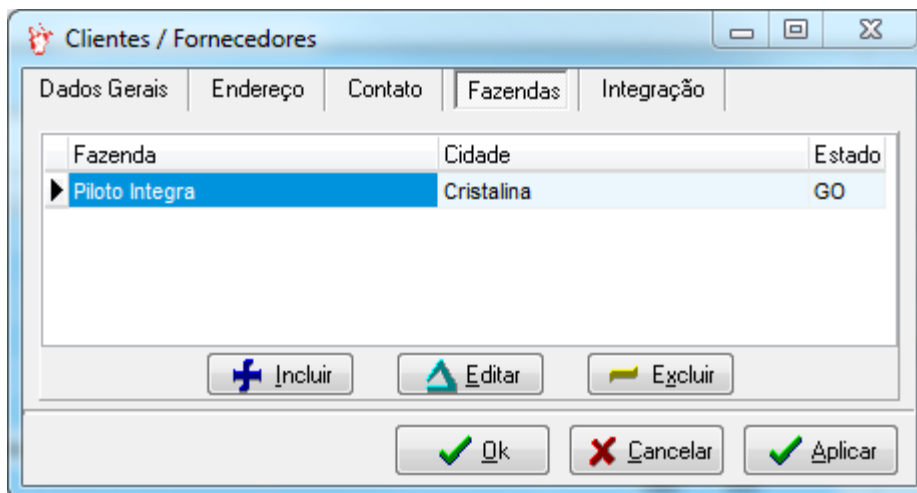 Clientes / Fornecedores
Dados Gerais Endereço Contato Fazendas Integração
Fazenda Cidade Estado
Piloto Integra Cristalina GO
Incluir Editar Excluir
Ok Cancelar Aplicar